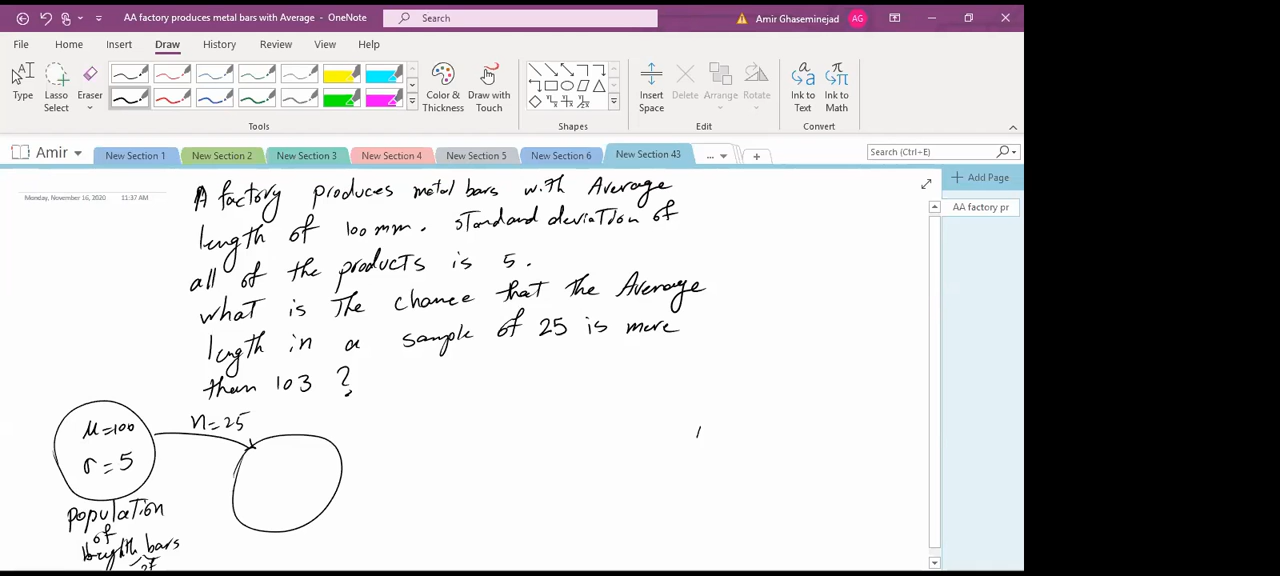 AA factory produces metal bars with Average - OneNote
Search
Amir Ghaseminejad
AG
File Home Insert Draw History Review View Help
Type
Lasso Select
Eraser
Color & Thickness
Draw with Touch
Insert Space
Delete
Arrange
Rotate
Ink to Text
Ink to Math
Tools
Shapes
Edit
Convert
Amir
New Section 1
New Section 2
New Section 3
New Section 4
New Section 5
New Section 6
New Section 43
...
Search (Ctrl+E)
Add Page
AA factory pr
Monday, November 16, 2020 11:37 AM
A factory produces metal bars with Average
length of 100 mm. standard deviation of
all of the products is 5.
what is The chance that the Average
length in a sample of 25 is more
than 103 ?
n=25
μ=100
σ=5
population
of
bars
of